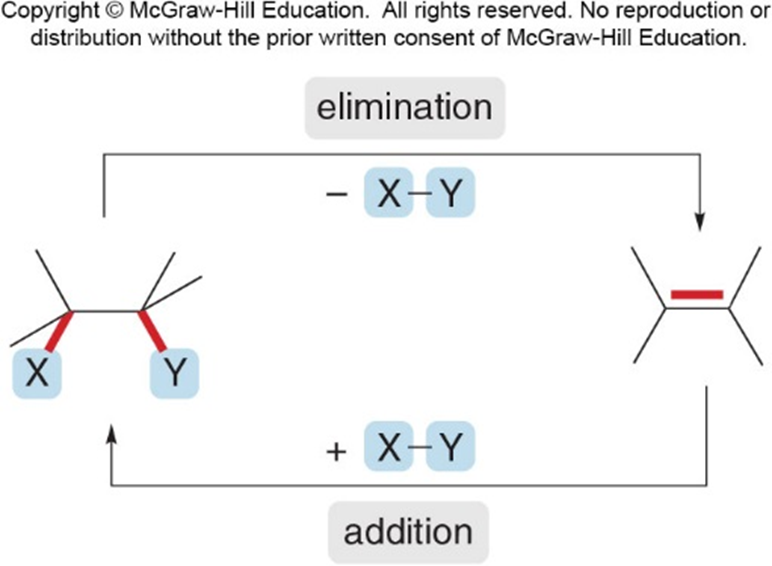 Copyright © McGraw-Hill Education. All rights reserved. No reproduction or
distribution without the prior written consent of McGraw-Hill Education.
elimination
− X–Y
X Y
+ X–Y
addition